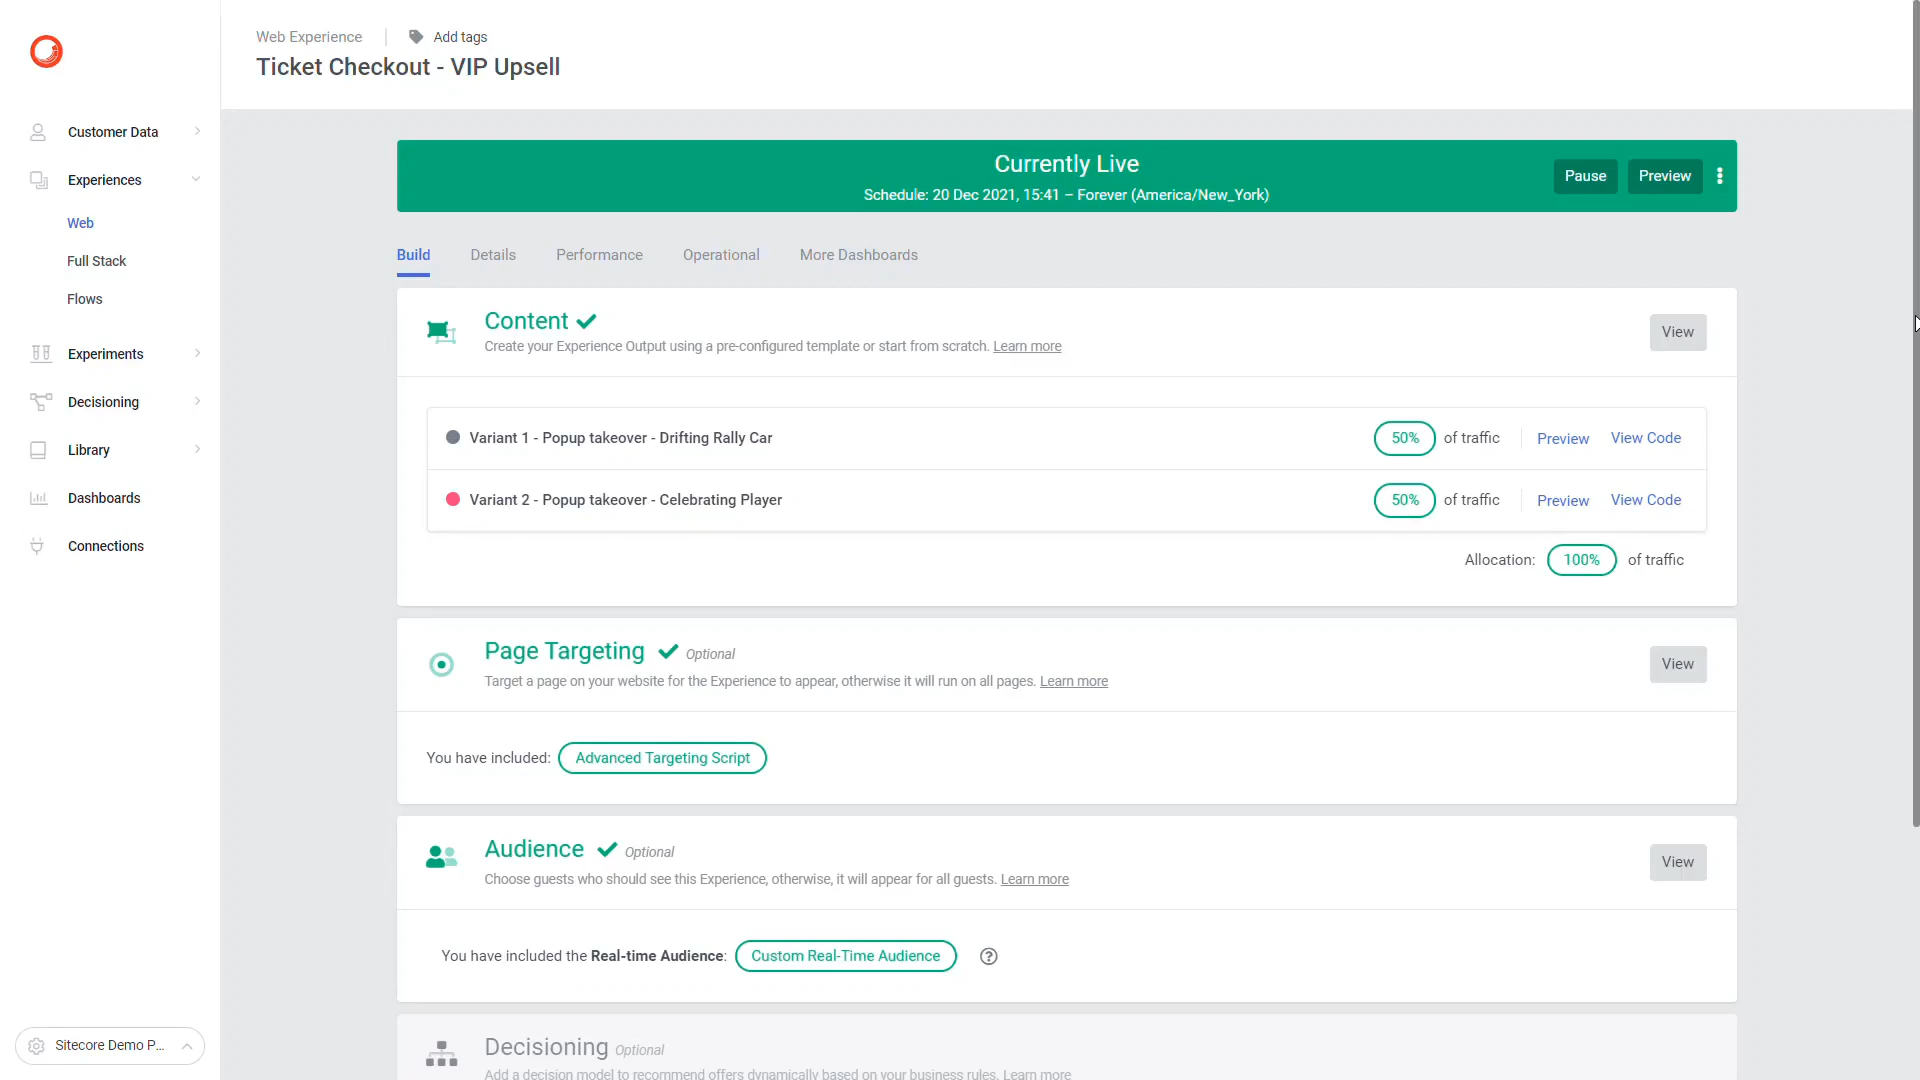 Web Experience
Add tags
Ticket Checkout - VIP Upsell
Customer Data
Experiences
Web
Full Stack
Flows
Experiments
Decisioning
Library
Dashboards
Connections
Sitecore Demo P...
Currently Live
Schedule: 20 Dec 2021, 15:41 – Forever (America/New_York)
Pause
Preview
Build Details Performance Operational More Dashboards
Content
Create your Experience Output using a pre-configured template or start from scratch. Learn more
View
Variant 1 - Popup takeover - Drifting Rally Car 50% of traffic Preview View Code
Variant 2 - Popup takeover - Celebrating Player 50% of traffic Preview View Code
Allocation: 100% of traffic
Page Targeting Optional
Target a page on your website for the Experience to appear, otherwise it will run on all pages. Learn more
View
You have included: Advanced Targeting Script
Audience Optional
Choose guests who should see this Experience, otherwise, it will appear for all guests. Learn more
View
You have included the Real-time Audience: Custom Real-Time Audience ?
Decisioning Optional
Add a decision model to recommend offers dynamically based on your business rules. Learn more